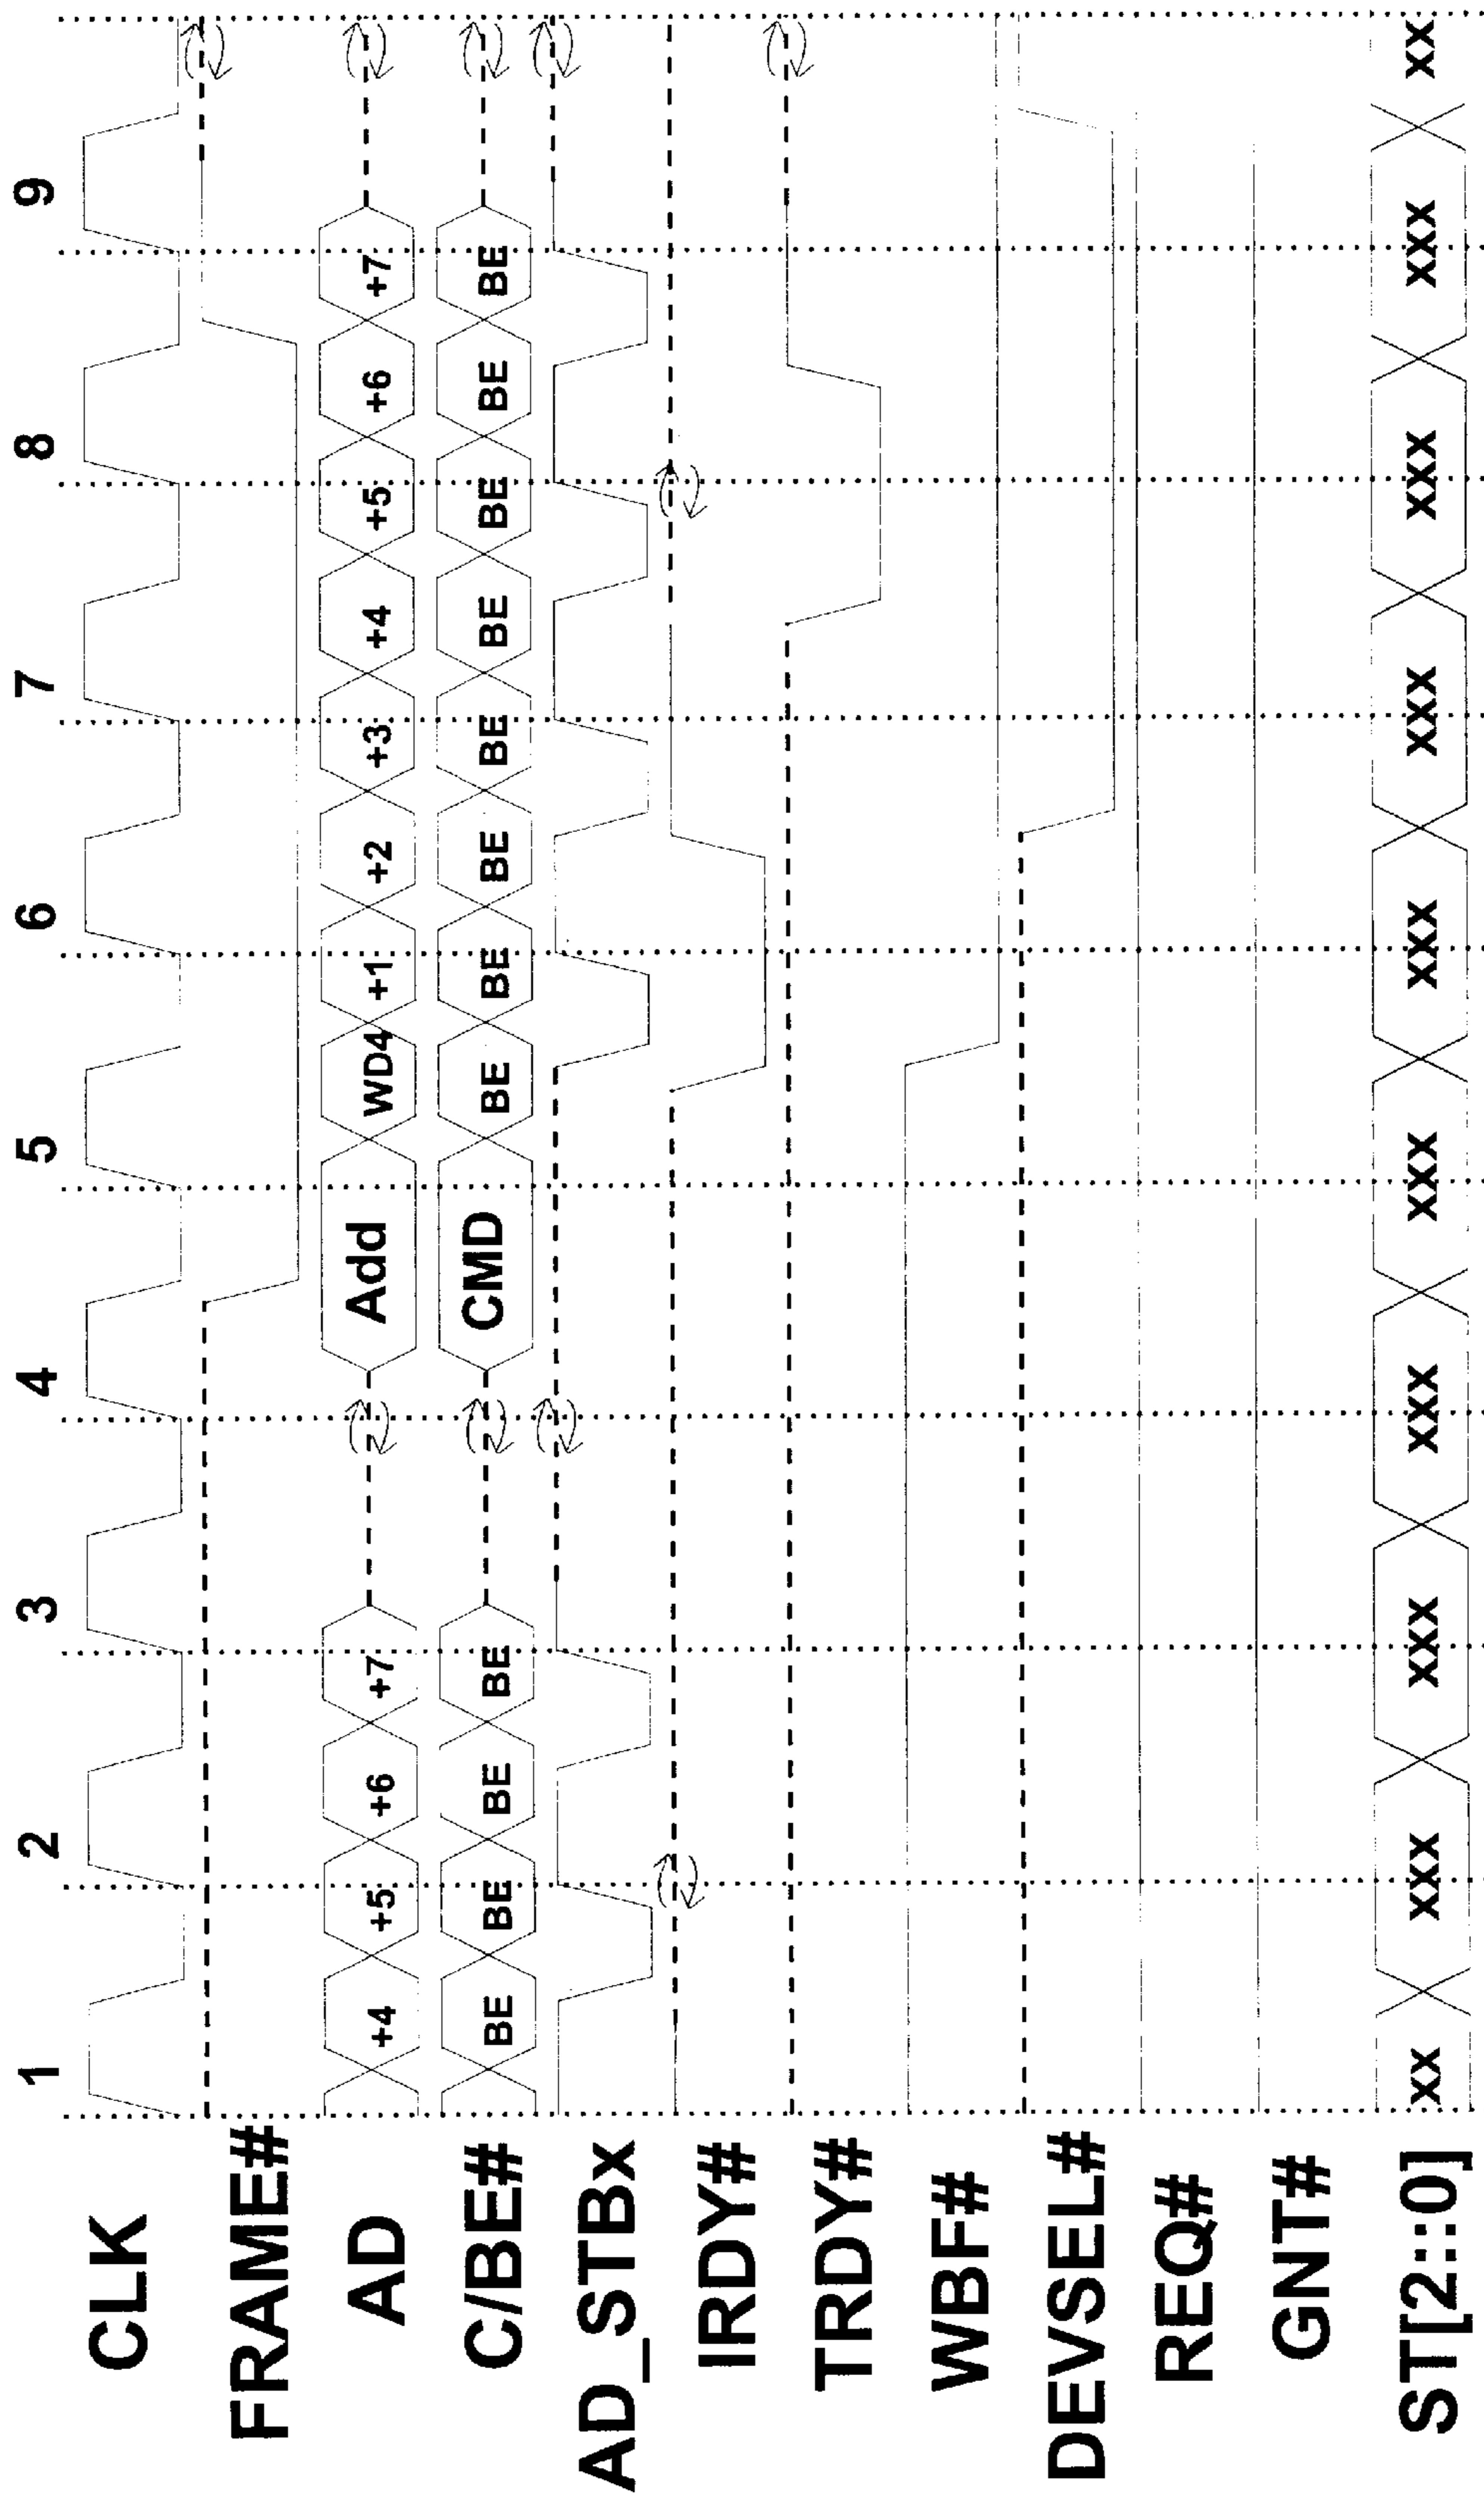 1 2 3 4 5 6 7 8 9
CLK
FRAME#
AD +4 +5 +6 +7 Add WD4 +1 +2 +3 +4 +5 +6 +7
C/BE# BE BE BE BE CMD BE BE BE BE BE BE BE BE
AD_STBx
IRDY#
TRDY#
WBF#
DEVSEL#
REQ#
GNT#
ST[2::0] xx xxx xxx xxx xxx xxx xxx xxx xxx xx